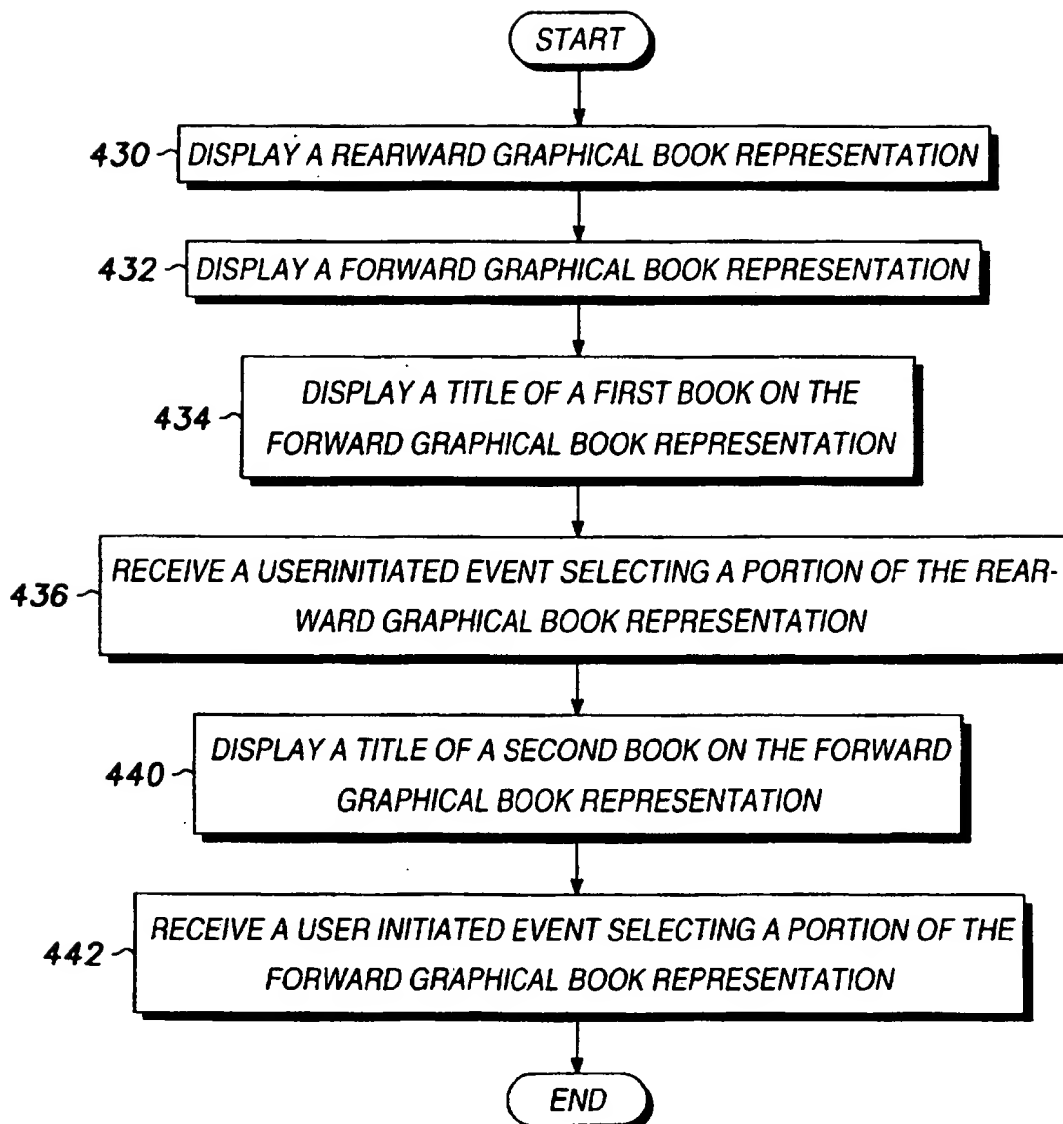 START
430 DISPLAY A REARWARD GRAPHICAL BOOK REPRESENTATION
432 DISPLAY A FORWARD GRAPHICAL BOOK REPRESENTATION
434 DISPLAY A TITLE OF A FIRST BOOK ON THE
FORWARD GRAPHICAL BOOK REPRESENTATION
436 RECEIVE A USERINITIATED EVENT SELECTING A PORTION OF THE REAR-
WARD GRAPHICAL BOOK REPRESENTATION
440 DISPLAY A TITLE OF A SECOND BOOK ON THE FORWARD
GRAPHICAL BOOK REPRESENTATION
442 RECEIVE A USER INITIATED EVENT SELECTING A PORTION OF THE
FORWARD GRAPHICAL BOOK REPRESENTATION
END